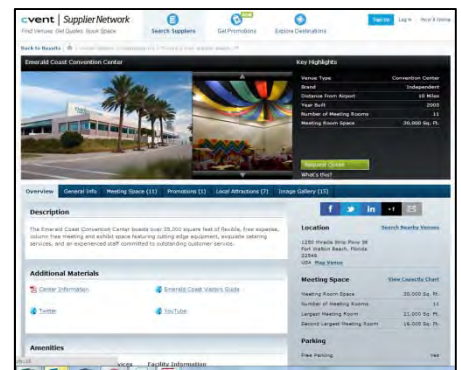 cvent | Supplier Network
Find Venues. Get Quotes. Book Space.
Search Suppliers
Get Promotions
Explore Destinations
Sign Up
Log In
Back to Results
Emerald Coast Convention Center
Key Highlights
Venue Type Convention Center
Brand Independent
Distance From Airport 10 Miles
Year Built 2003
Number of Meeting Rooms 11
Meeting Room Space 30,000 Sq. Ft.
Request Quote
What's this?
Overview General Info Meeting Space (11) Promotions (1) Local Attractions (7) Image Gallery (15)
Description
The Emerald Coast Convention Center boasts over 35,000 square feet of flexible, free expanse,
column free meeting and exhibit space featuring cutting edge equipment, exquisite catering
services, and an experienced staff committed to outstanding customer service.
Additional Materials
Center Information
Emerald Coast Visitors Guide
Twitter
YouTube
Amenities
Facility Information
f in +1
Location Search Nearby Venues
1250 Miracle Strip Pkwy SE
Fort Walton Beach, Florida
USA Map Venue
Meeting Space View Capacity Chart
Meeting Room Space 30,000 Sq. Ft.
Number of Meeting Rooms 11
Largest Meeting Room 21,000 Sq. Ft.
Second Largest Meeting Room 16,000 Sq. Ft.
Parking
Free Parking Yes